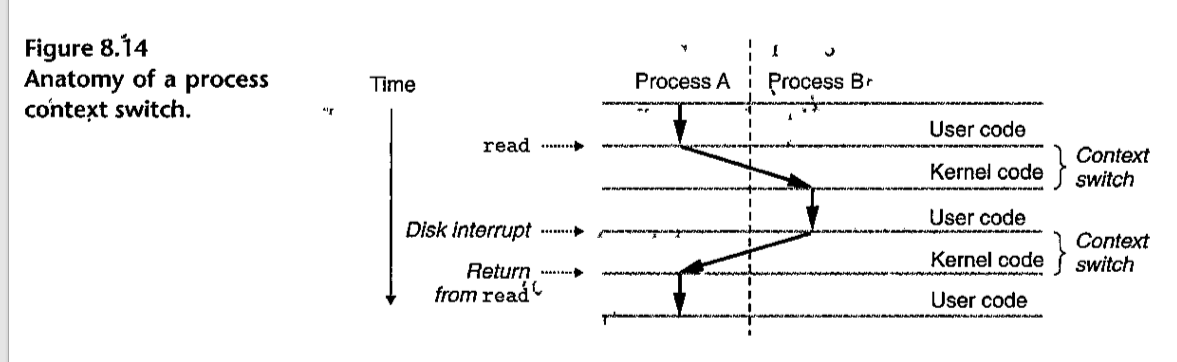 Figure 8.14
Anatomy of a process
context switch.
Time
Process A
Process B
User code
read
Kernel code
Context
switch
User code
Disk interrupt
Kernel code
Context
switch
Return
from read
User code